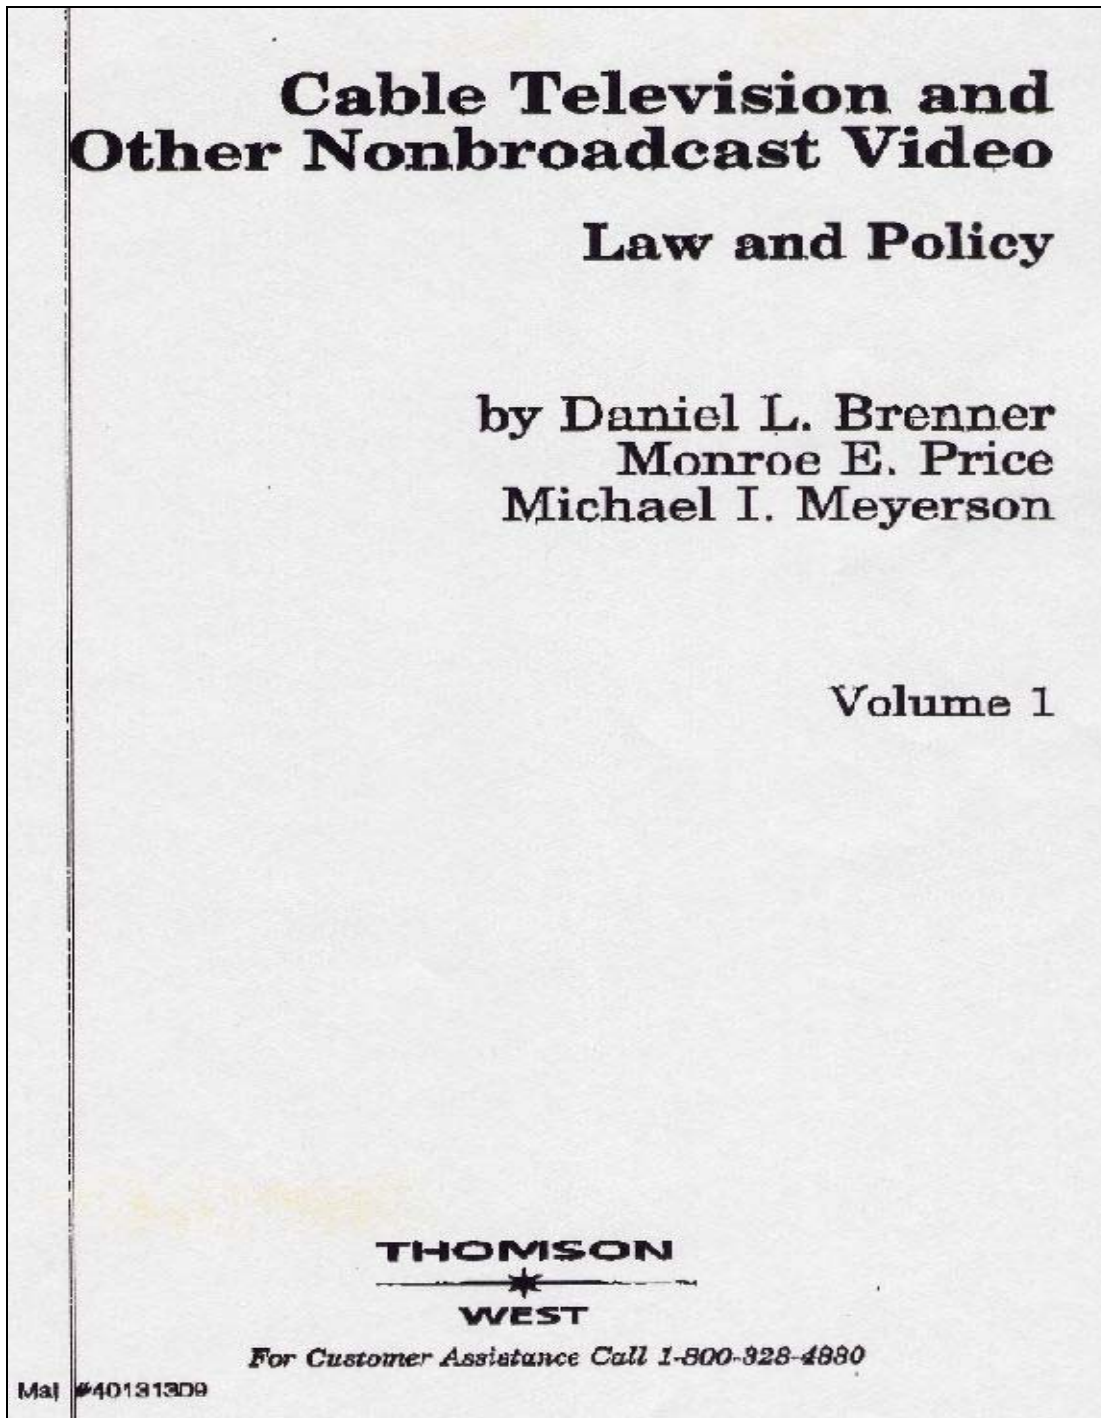 Cable Television and
Other Nonbroadcast Video
Law and Policy
by Daniel L. Brenner
Monroe E. Price
Michael I. Meyerson
Volume 1
THOMSON
WEST
For Customer Assistance Call 1-800-328-4880
Mat #40131309